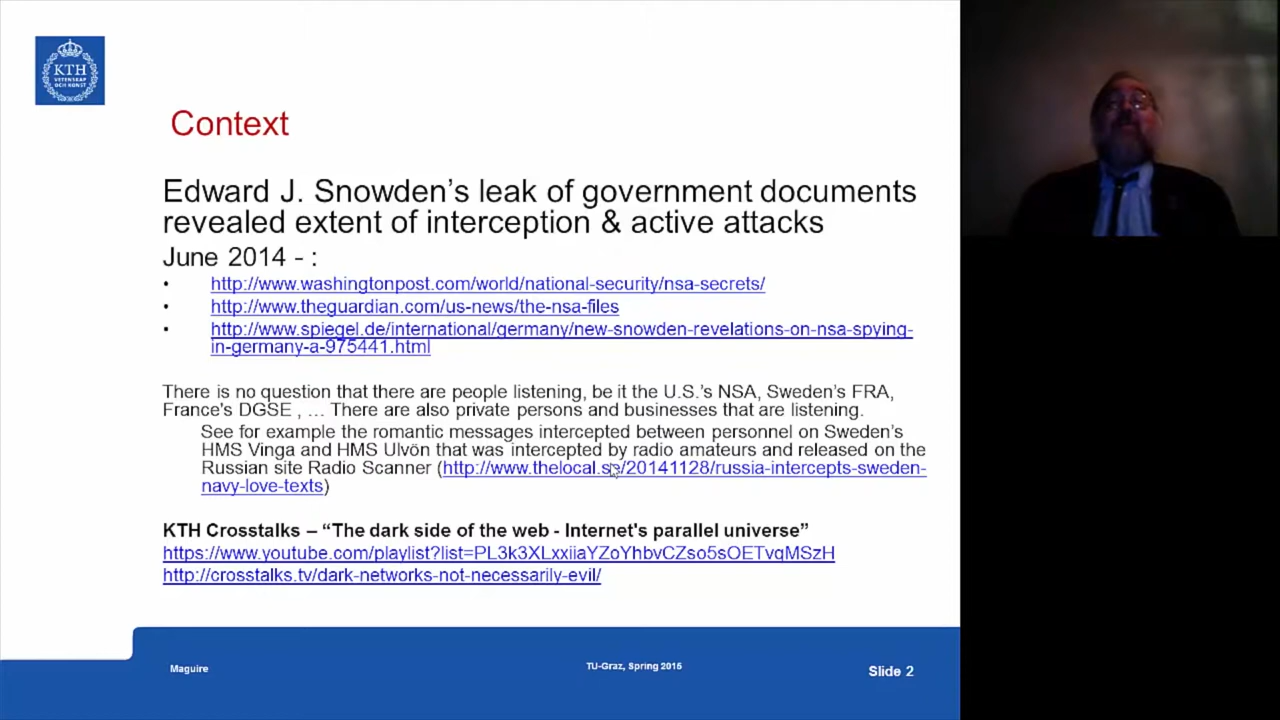 KTH
VETENSKAP
OCH KONST
Context
Edward J. Snowden's leak of government documents
revealed extent of interception & active attacks
June 2014 - :
• http://www.washingtonpost.com/world/national-security/nsa-secrets/
• http://www.theguardian.com/us-news/the-nsa-files
• http://www.spiegel.de/international/germany/new-snowden-revelations-on-nsa-spying-
in-germany-a-975441.html
There is no question that there are people listening, be it the U.S.'s NSA, Sweden's FRA,
France's DGSE , … There are also private persons and businesses that are listening.
See for example the romantic messages intercepted between personnel on Sweden's
HMS Vinga and HMS Ulvön that was intercepted by radio amateurs and released on the
Russian site Radio Scanner (http://www.thelocal.se/20141128/russia-intercepts-sweden-
navy-love-texts)
KTH Crosstalks – “The dark side of the web - Internet's parallel universe”
https://www.youtube.com/playlist?list=PL3k3XLxxiiaYZoYhbvCZso5sOETvqMSzH
http://crosstalks.tv/dark-networks-not-necessarily-evil/
Maguire
TU-Graz, Spring 2015
Slide 2